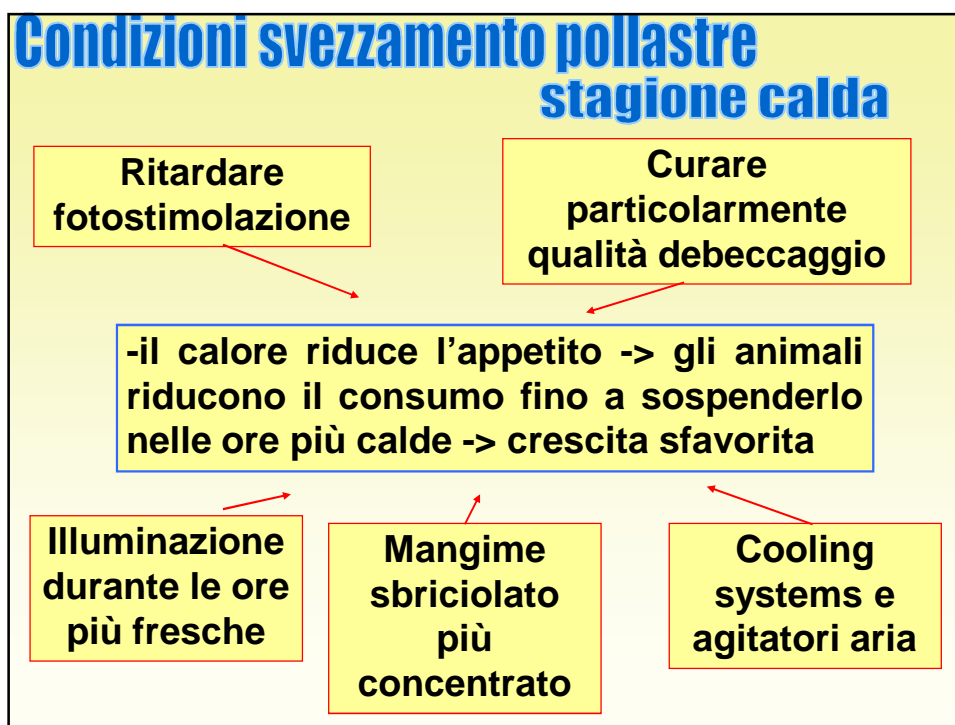 Condizioni svezzamento pollastre
stagione calda
Ritardare
fotostimolazione
Curare
particolarmente
qualità debeccaggio
-il calore riduce l'appetito -> gli animali
riducono il consumo fino a sospenderlo
nelle ore più calde -> crescita sfavorita
Illuminazione
durante le ore
più fresche
Mangime
sbriciolato
più
concentrato
Cooling
systems e
agitatori aria